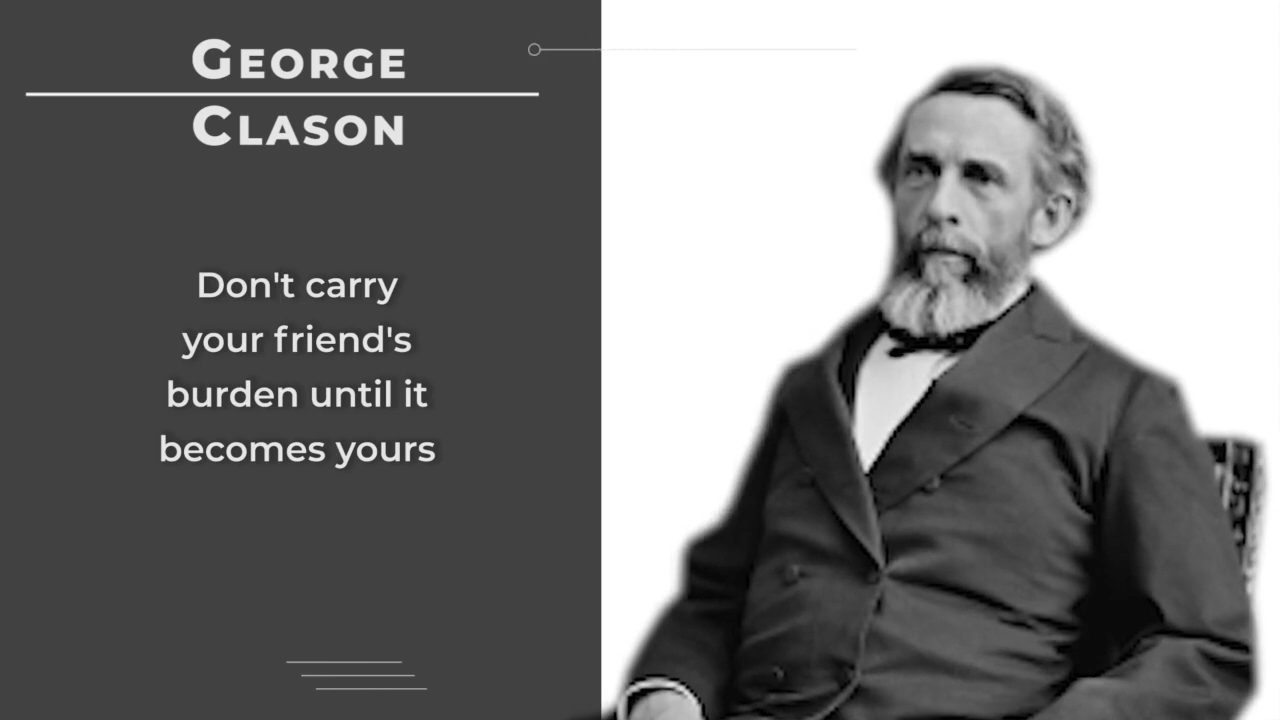 GEORGE
CLASON
Don't carry
your friend's
burden until it
becomes yours